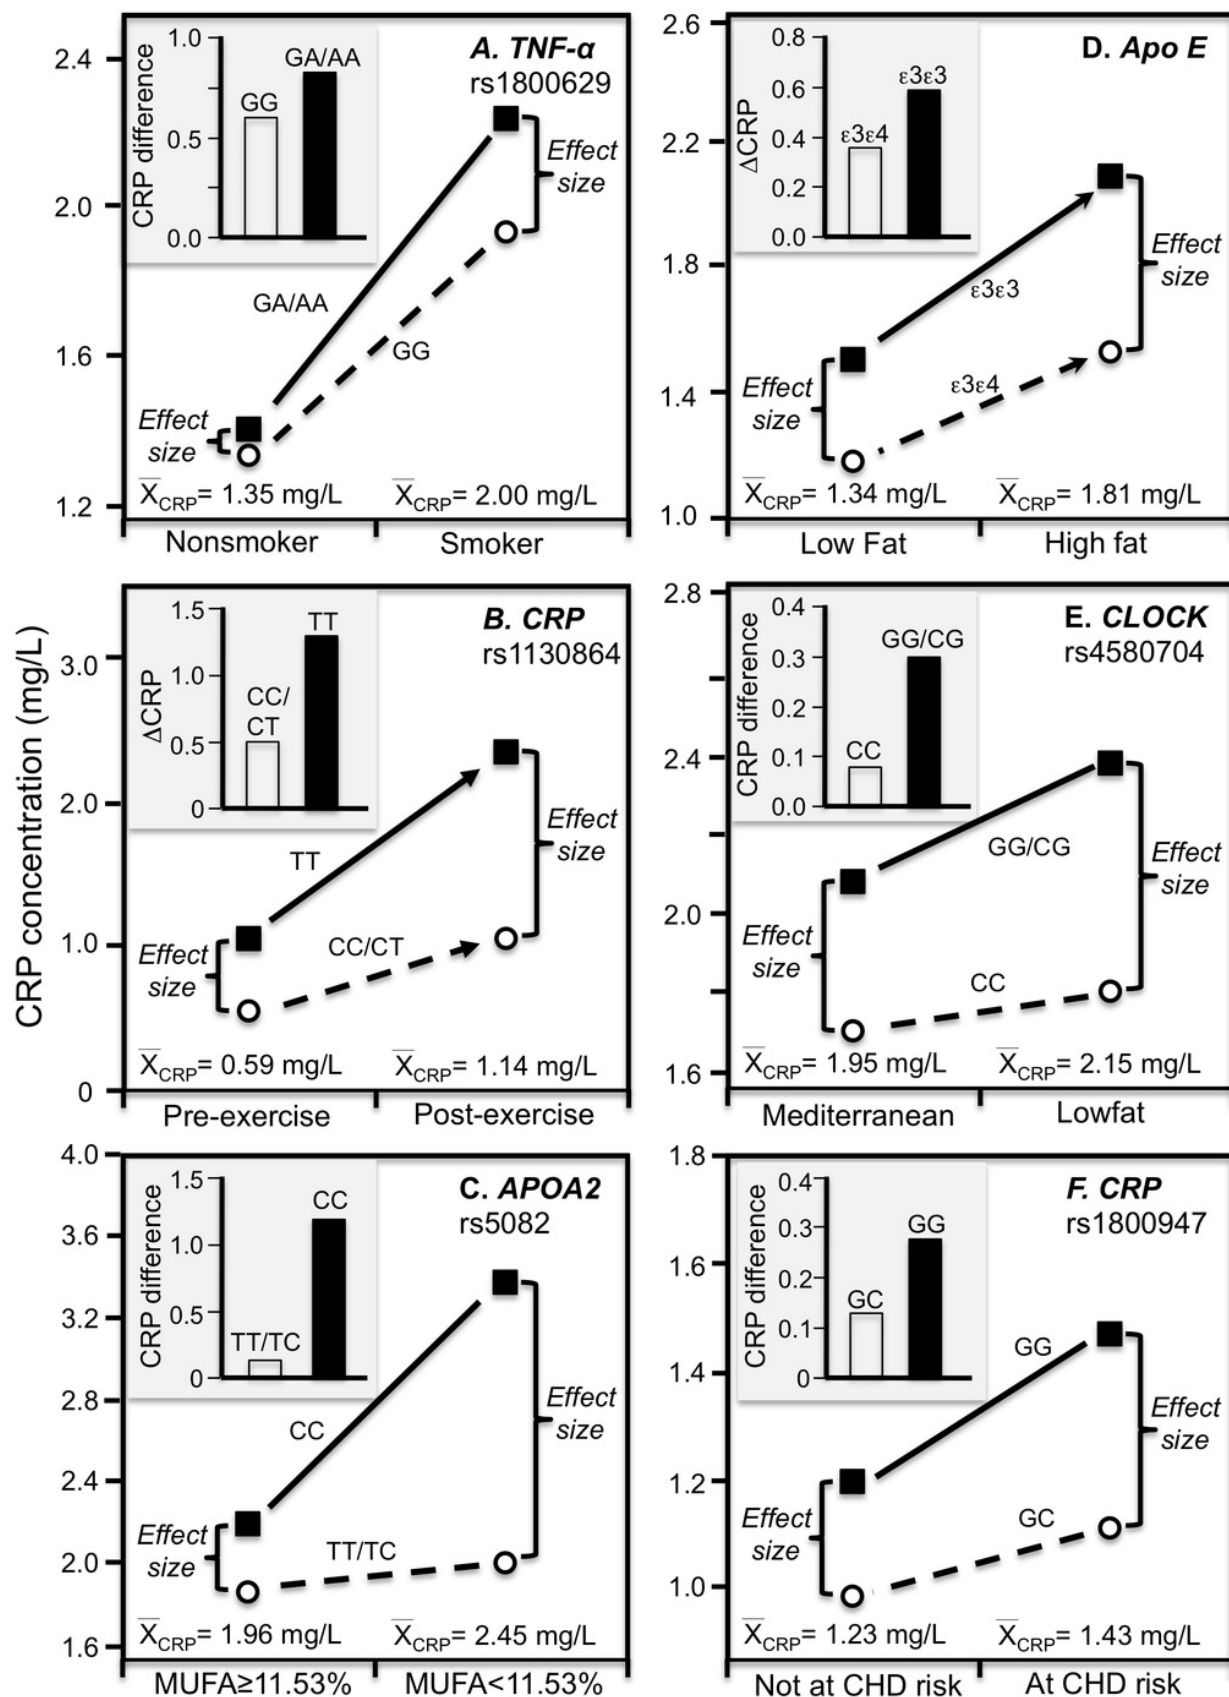 CRP concentration (mg/L)
A. TNF-α
rs1800629
2.4
2.0
1.6
1.2
CRP difference
1.0
0.5
0.0
GG
GA/AA
GA/AA
GG
Effect
size
Effect
size
X̅CRP= 1.35 mg/L
X̅CRP= 2.00 mg/L
Nonsmoker
Smoker
B. CRP
rs1130864
3.0
2.0
1.0
0
ΔCRP
1.5
1.0
0.5
0
CC/
CT
TT
TT
CC/CT
Effect
size
Effect
size
X̅CRP= 0.59 mg/L
X̅CRP= 1.14 mg/L
Pre-exercise
Post-exercise
C. APOA2
rs5082
4.0
3.6
3.2
2.8
2.4
2.0
1.6
CRP difference
1.5
1.0
0.5
0
TT/TC
CC
CC
TT/TC
Effect
size
Effect
size
X̅CRP= 1.96 mg/L
X̅CRP= 2.45 mg/L
MUFA≥11.53%
MUFA<11.53%
D. Apo E
2.6
2.2
1.8
1.4
1.0
ΔCRP
0.8
0.6
0.4
0.2
0.0
ε3ε4
ε3ε3
ε3ε3
ε3ε4
Effect
size
Effect
size
X̅CRP= 1.34 mg/L
X̅CRP= 1.81 mg/L
Low Fat
High fat
E. CLOCK
rs4580704
2.8
2.4
2.0
1.6
CRP difference
0.4
0.3
0.2
0.1
0.0
CC
GG/CG
GG/CG
CC
Effect
size
Effect
size
X̅CRP= 1.95 mg/L
X̅CRP= 2.15 mg/L
Mediterranean
Lowfat
F. CRP
rs1800947
1.8
1.6
1.4
1.2
1.0
CRP difference
0.4
0.3
0.2
0.1
0
GC
GG
GG
GC
Effect
size
Effect
size
X̅CRP= 1.23 mg/L
X̅CRP= 1.43 mg/L
Not at CHD risk
At CHD risk